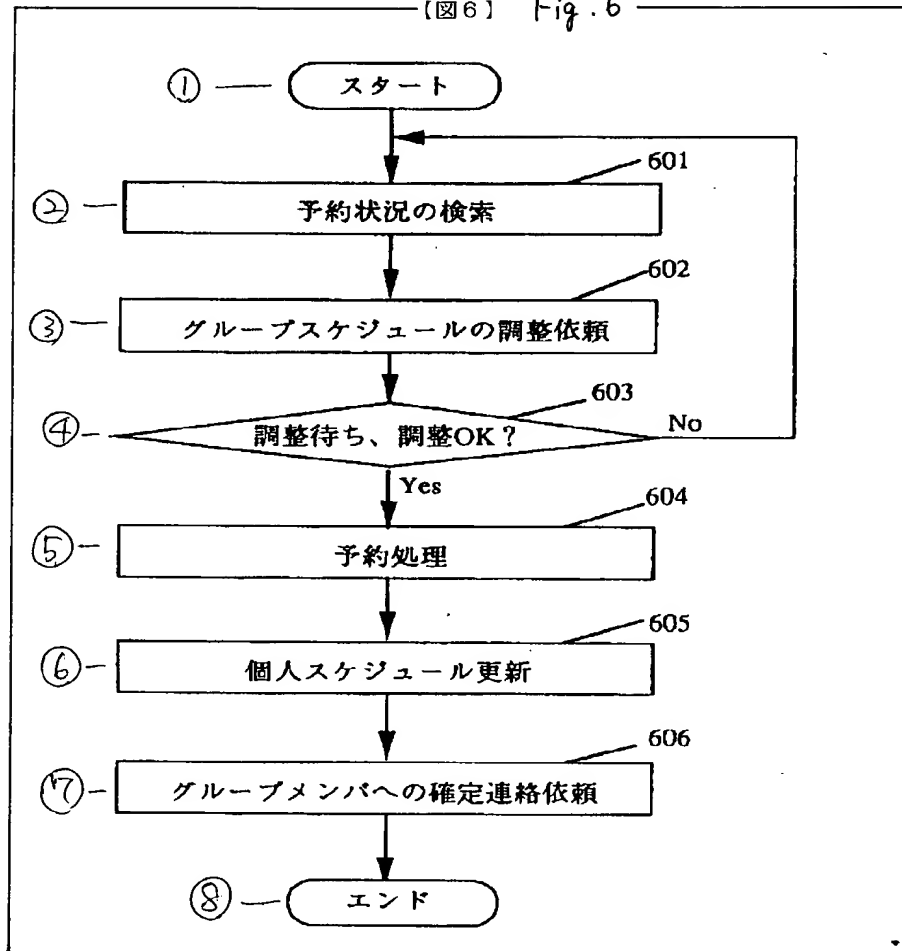 【図6】 Fig. 6
① スタート
601
② 予約状況の検索
602
③ グループスケジュールの調整依頼
603
④ 調整待ち、調整OK? No
Yes
604
⑤ 予約処理
605
⑥ 個人スケジュール更新
606
⑦ グループメンバへの確定連絡依頼
⑧ エンド